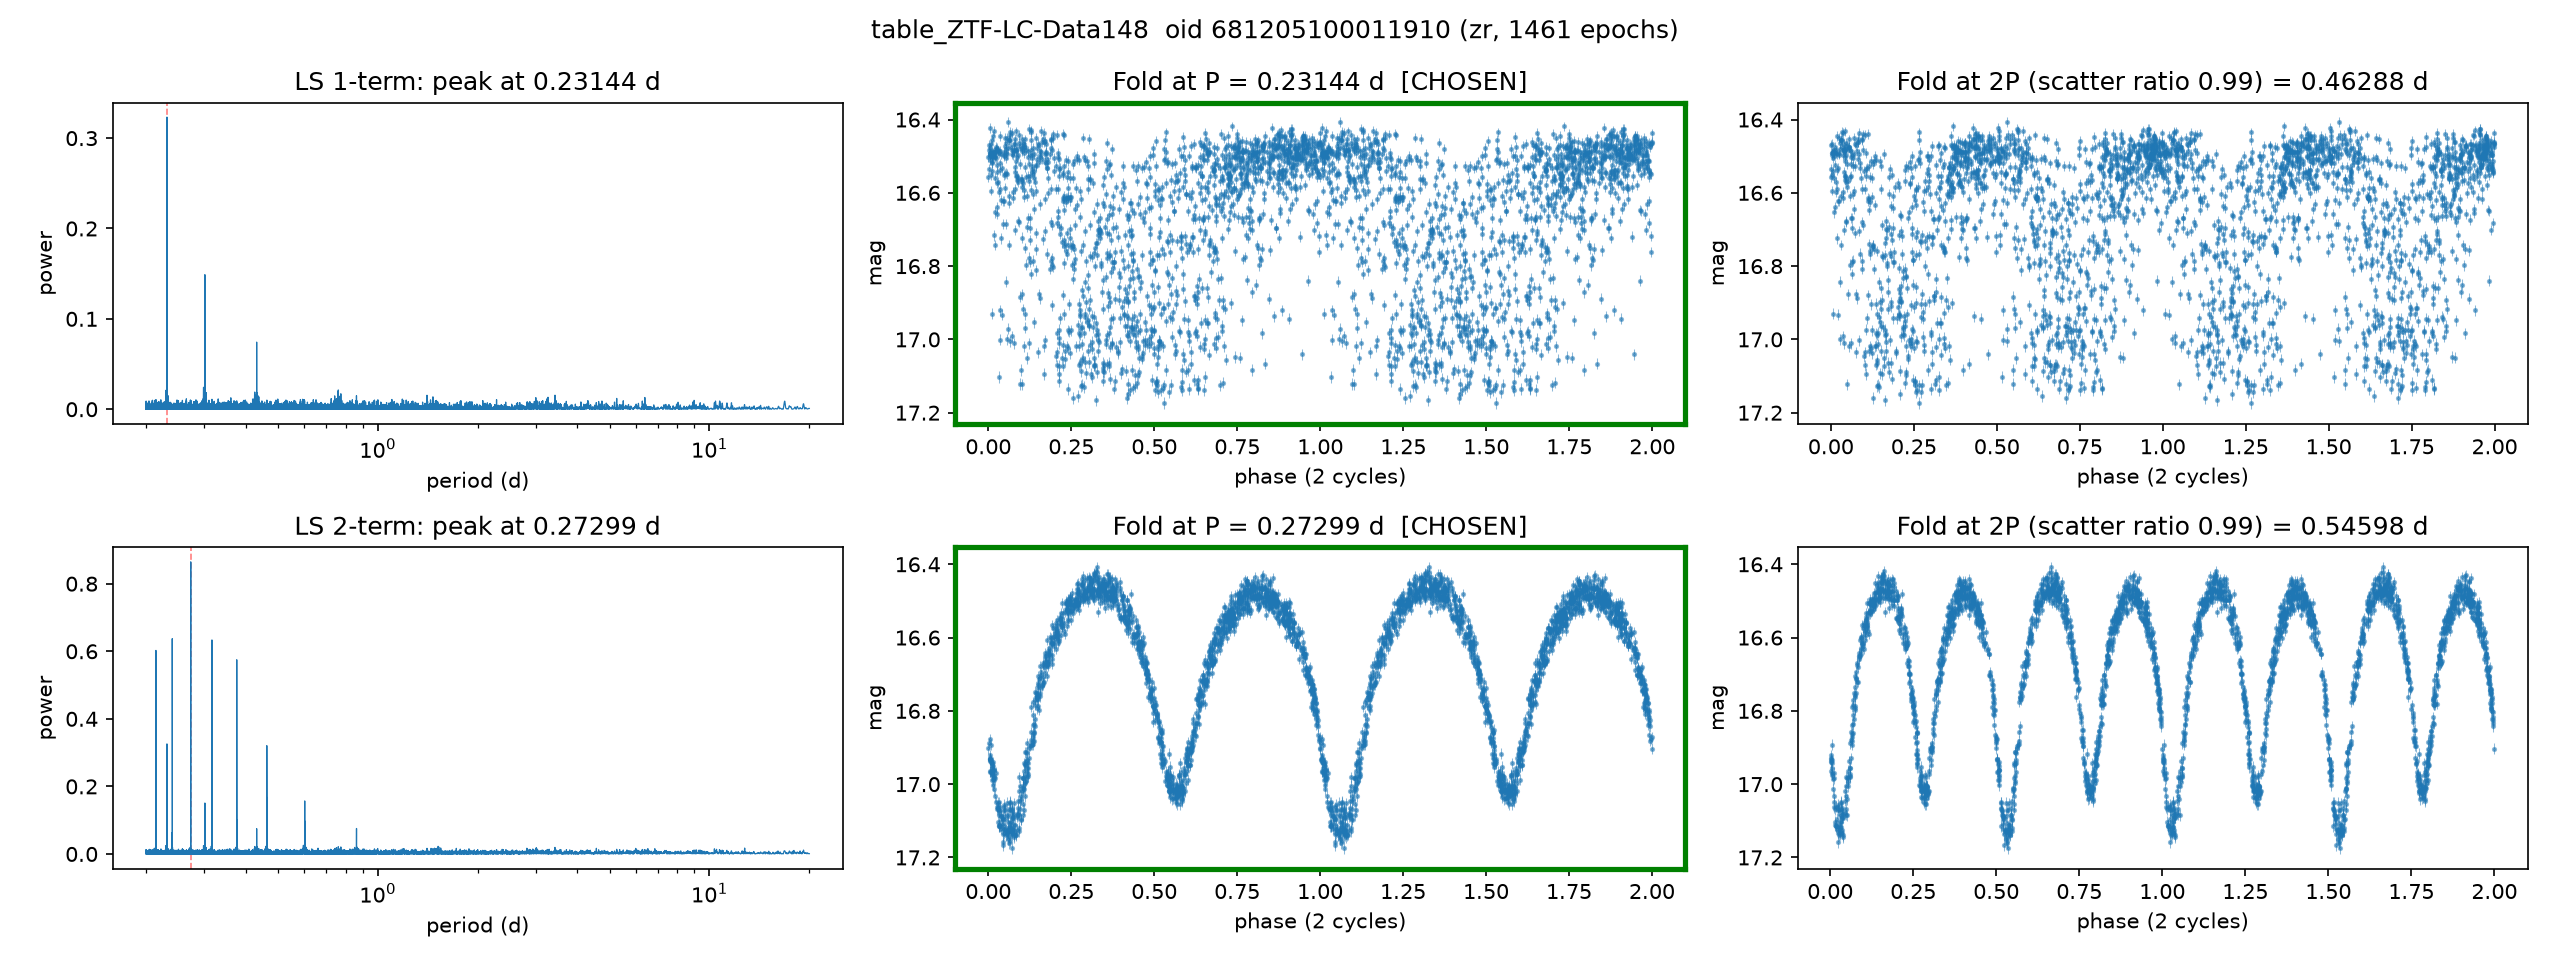 table_ZTF-LC-Data148  oid 681205100011910 (zr, 1461 epochs)
LS 1-term: peak at 0.23144 d
Fold at P = 0.23144 d  [CHOSEN]
Fold at 2P (scatter ratio 0.99) = 0.46288 d
power
0.3
0.2
0.1
0.0
10^0
10^1
period (d)
mag
16.4
16.6
16.8
17.0
17.2
0.00 0.25 0.50 0.75 1.00 1.25 1.50 1.75 2.00
phase (2 cycles)
mag
16.4
16.6
16.8
17.0
17.2
0.00 0.25 0.50 0.75 1.00 1.25 1.50 1.75 2.00
phase (2 cycles)
LS 2-term: peak at 0.27299 d
Fold at P = 0.27299 d  [CHOSEN]
Fold at 2P (scatter ratio 0.99) = 0.54598 d
power
0.8
0.6
0.4
0.2
0.0
10^0
10^1
period (d)
mag
16.4
16.6
16.8
17.0
17.2
0.00 0.25 0.50 0.75 1.00 1.25 1.50 1.75 2.00
phase (2 cycles)
mag
16.4
16.6
16.8
17.0
17.2
0.00 0.25 0.50 0.75 1.00 1.25 1.50 1.75 2.00
phase (2 cycles)